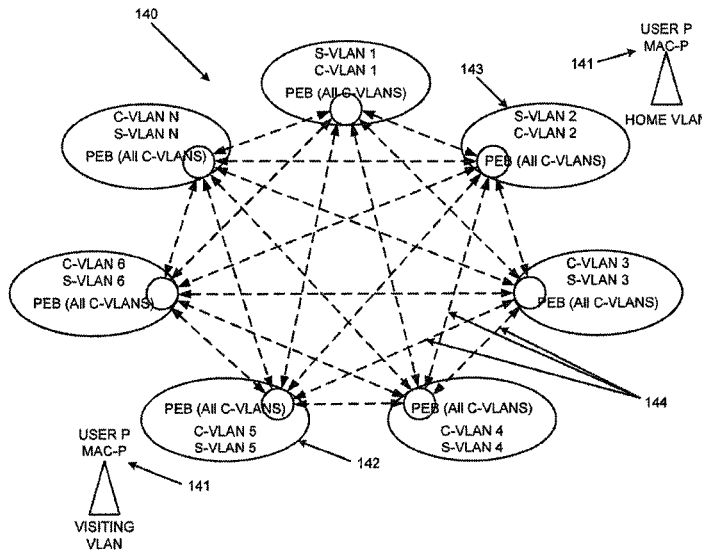 140
S-VLAN 1
C-VLAN 1
PEB (All C-VLANS)
143
141
USER P
MAC-P
HOME VLAN
C-VLAN N
S-VLAN N
PEB (All C-VLANS)
S-VLAN 2
C-VLAN 2
PEB (All C-VLANS)
C-VLAN 6
S-VLAN 6
PEB (All C-VLANS)
C-VLAN 3
S-VLAN 3
PEB (All C-VLANS)
144
PEB (All C-VLANS)
C-VLAN 5
S-VLAN 5
142
PEB (All C-VLANS)
C-VLAN 4
S-VLAN 4
USER P
MAC-P
141
VISITING
VLAN